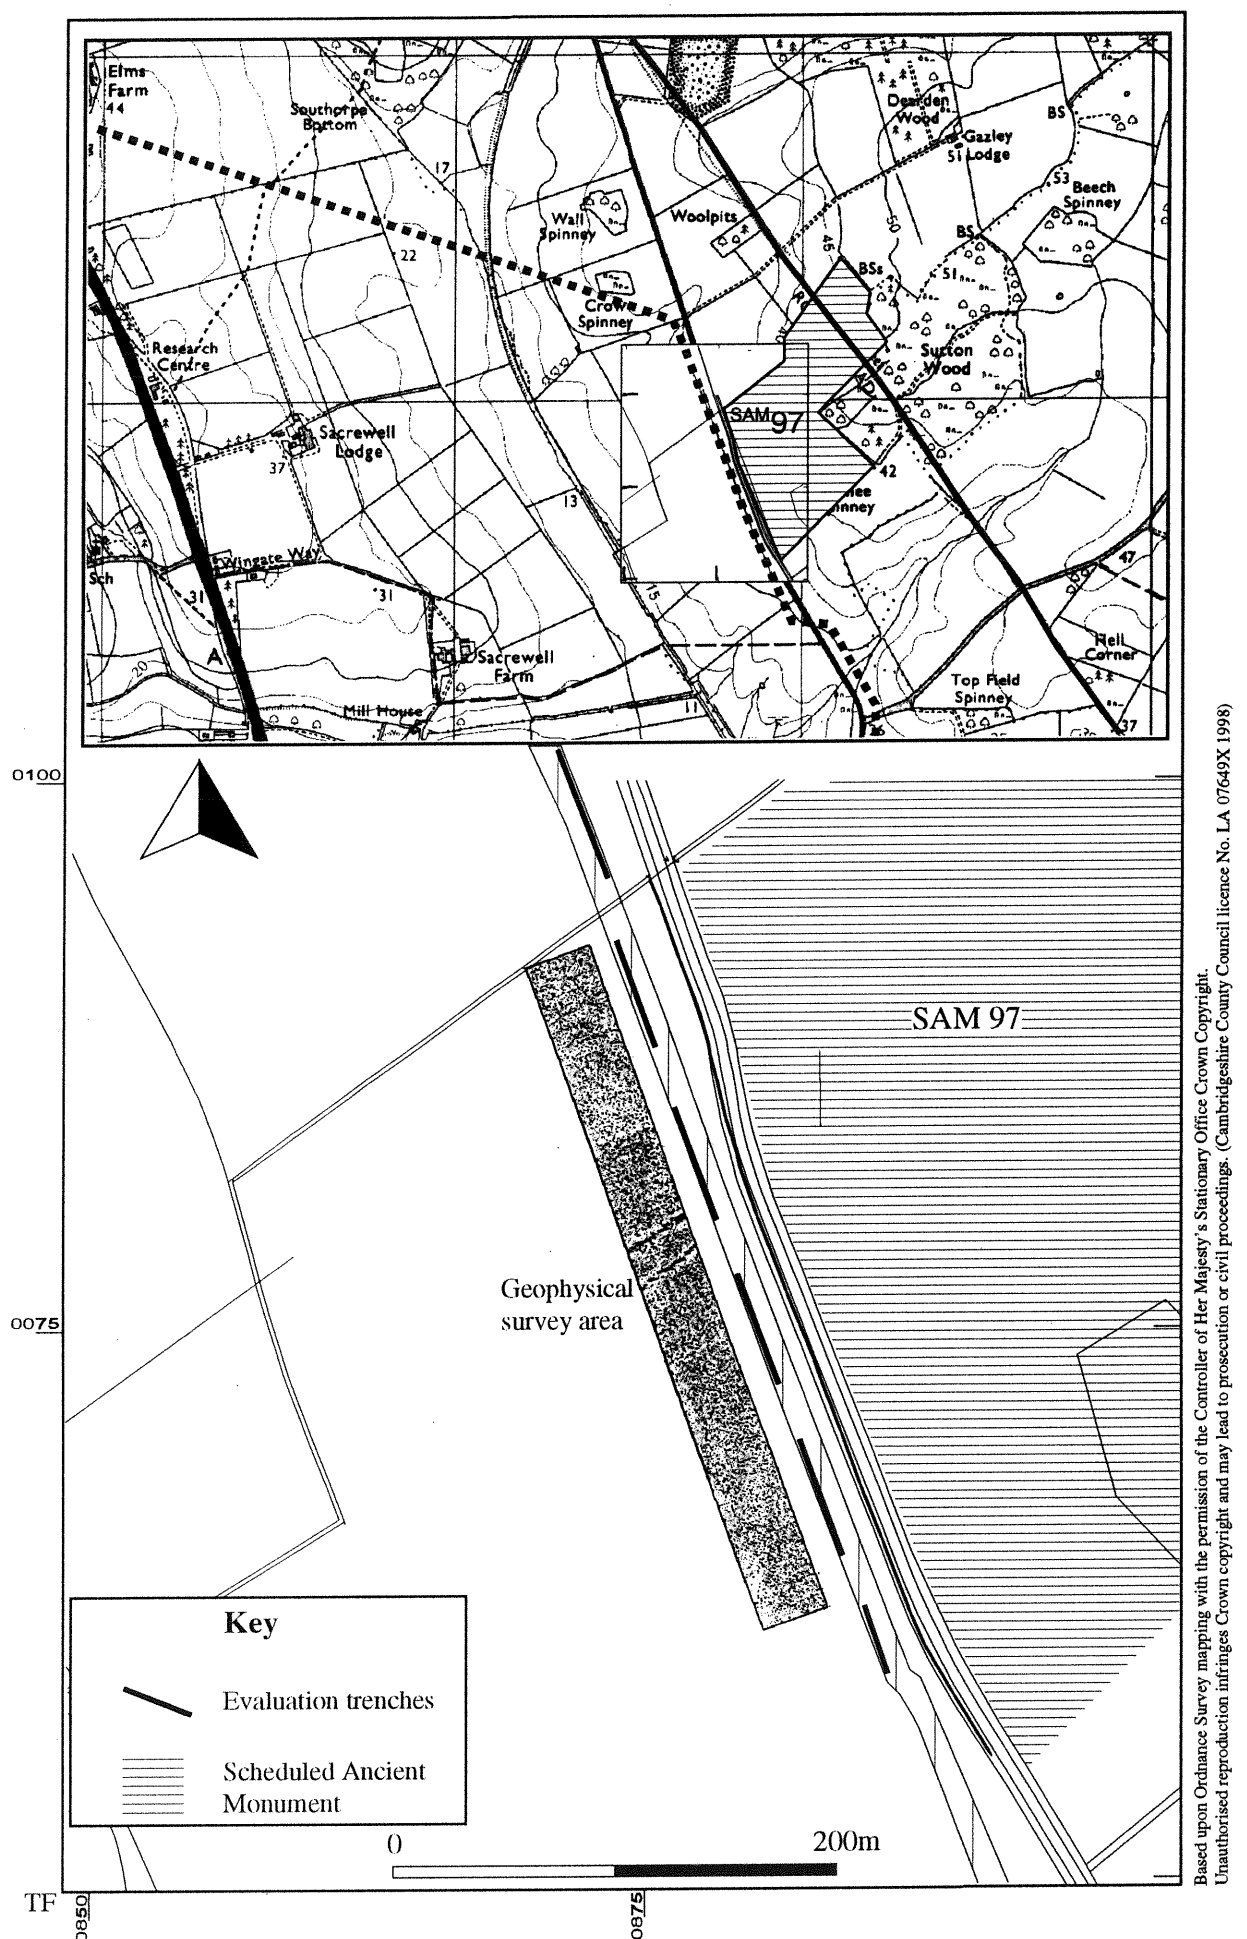 Elms
Farm
44
Southorpe
Bottom
17
Dearden
Wood
BS
Gazley
51 Lodge
53
Beech
Spinney
Wall
Spinney
Woolpits
22
45
50
BS
BSs
51
Crown
Spinney
Research
Centre
Sutton
Wood
SAM 97
Sacrewell
Lodge
37
42
13
Wingate Way
47
Sch
31
31
15
A
20
Sacrewell
Farm
Hell
Corner
Top Field
Spinney
Mill House
11
37
0100
SAM 97
Geophysical
survey area
0075
Key
Evaluation trenches
Scheduled Ancient
Monument
0
200m
TF
0850
0875
Based upon Ordnance Survey mapping with the permission of the Controller of Her Majesty's Stationary Office Crown Copyright.
Unauthorised reproduction infringes Crown copyright and may lead to prosecution or civil proceedings. (Cambridgeshire County Council licence No. LA 07649X 1998)